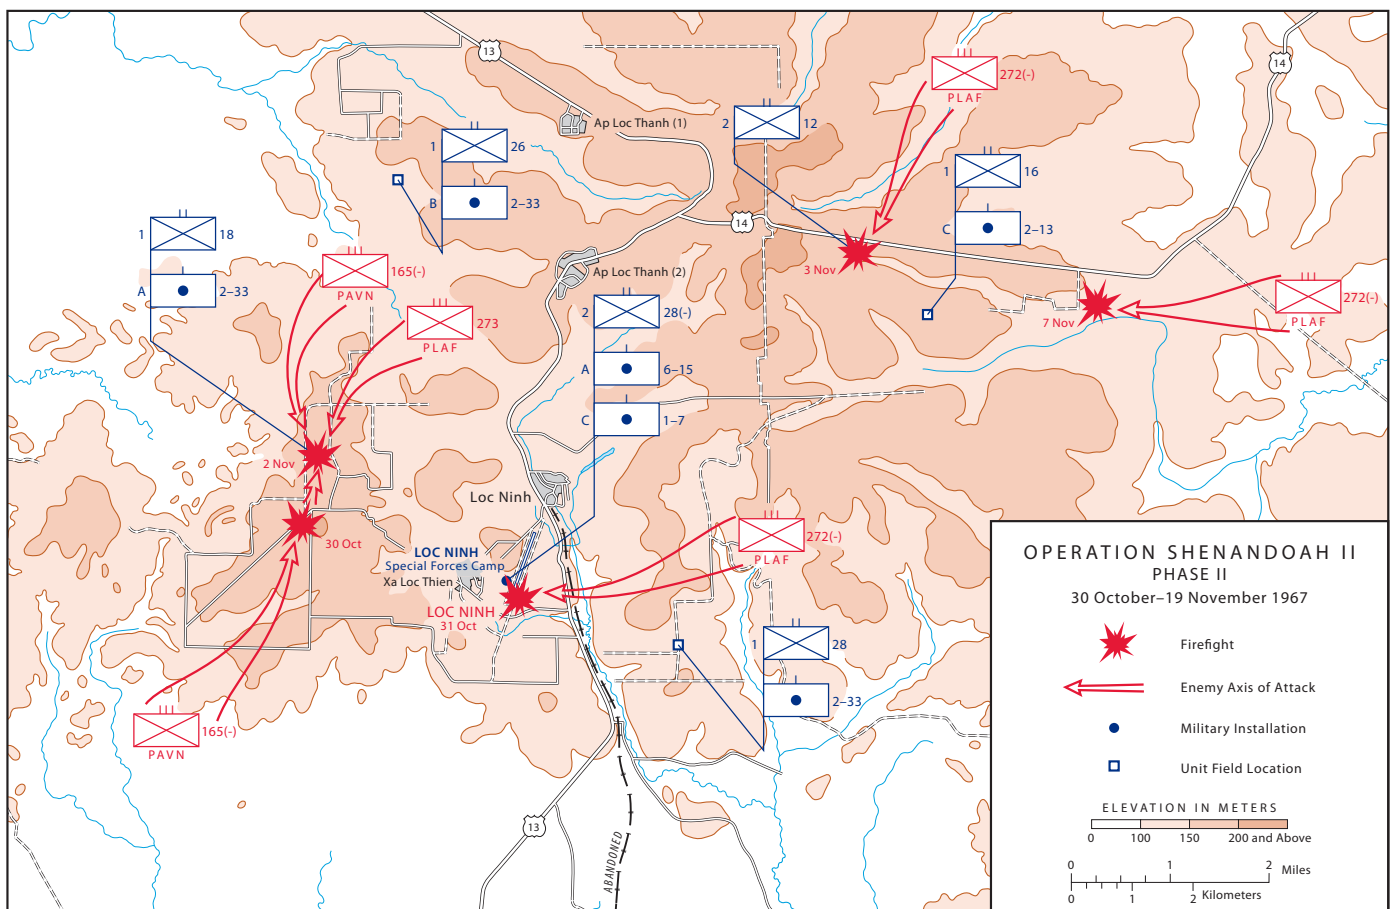 13
14
272(-)
PLAF
Ap Loc Thanh (1)
2
12
1
26
1
16
B
2–33
14
C
2–13
1
18
3 Nov
165(-)
PAVN
Ap Loc Thanh (2)
A
2–33
272(-)
PLAF
7 Nov
273
PLAF
2
28(-)
A
6–15
C
1–7
2 Nov
Loc Ninh
30 Oct
272(-)
PLAF
LOC NINH
Special Forces Camp
Xa Loc Thien
LOC NINH
31 Oct
1
28
2–33
165(-)
PAVN
13
ABANDONED
OPERATION SHENANDOAH II
PHASE II
30 October–19 November 1967
Firefight
Enemy Axis of Attack
Military Installation
Unit Field Location
ELEVATION IN METERS
0 100 150 200 and Above
0 1 2 Miles
0 1 2 Kilometers